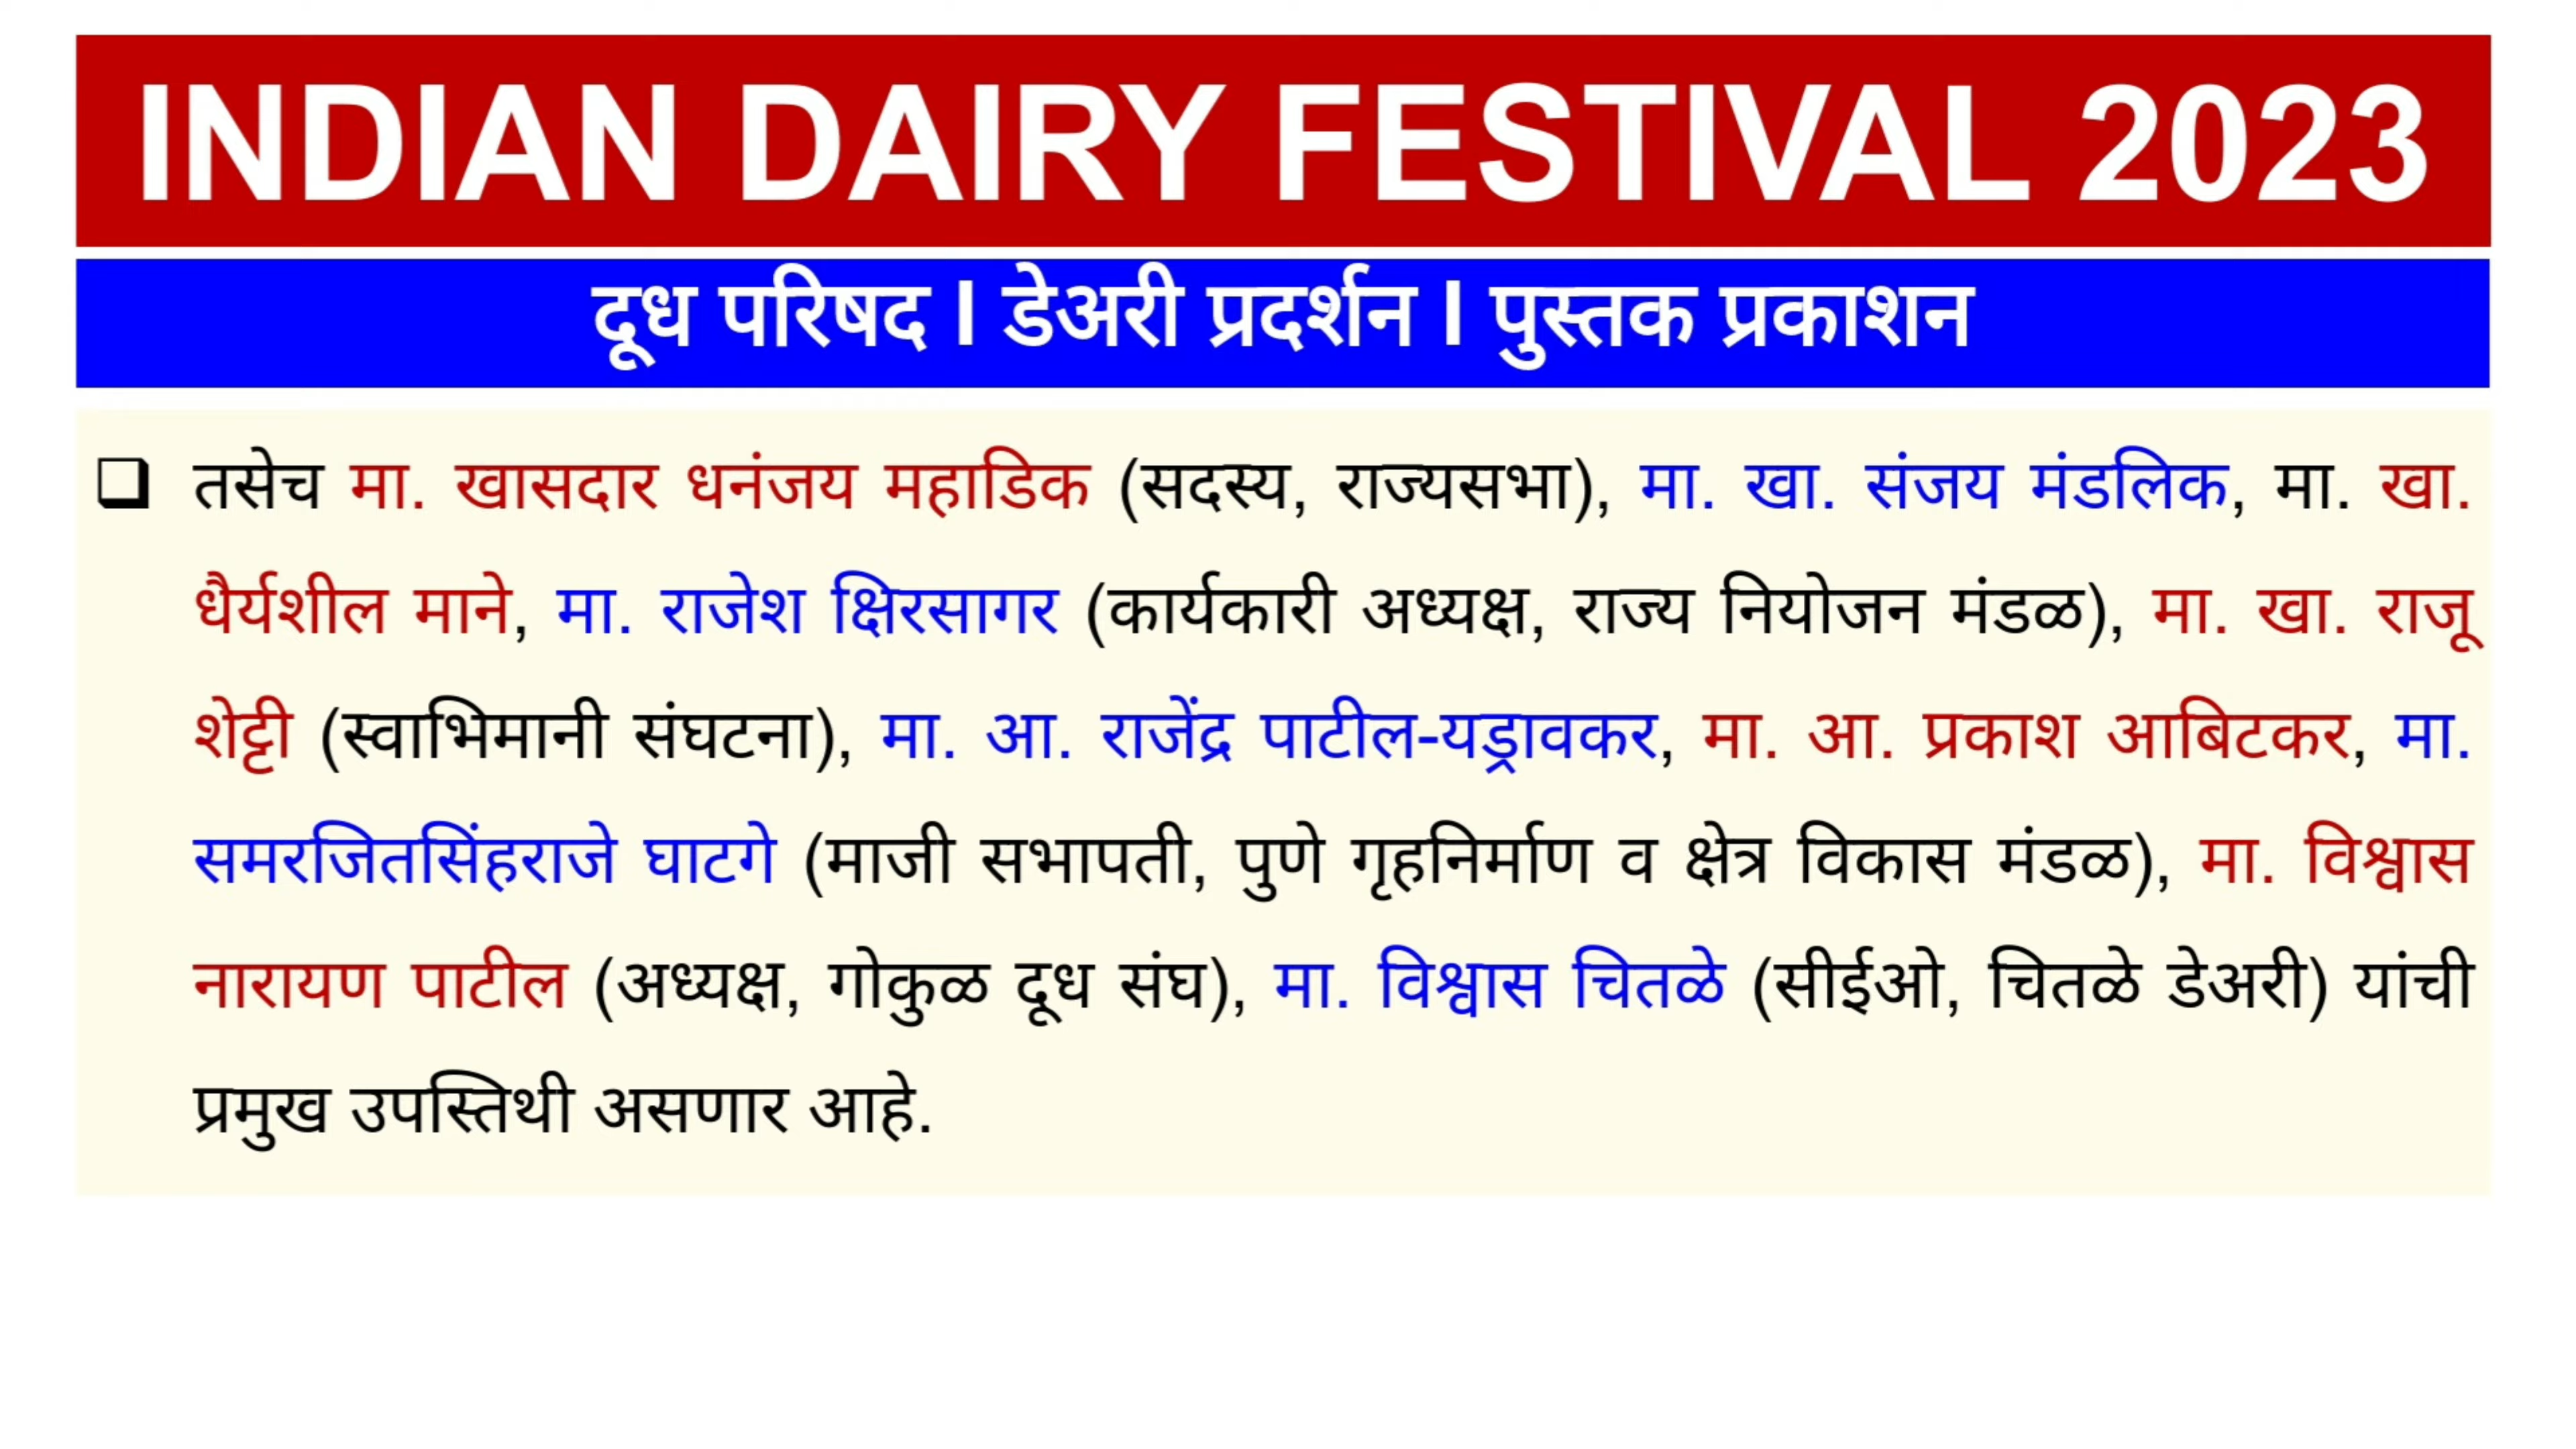 INDIAN DAIRY FESTIVAL 2023
दूध परिषद I डेअरी प्रदर्शन I पुस्तक प्रकाशन
❑ तसेच मा. खासदार धनंजय महाडिक (सदस्य, राज्यसभा), मा. खा. संजय मंडलिक, मा. खा.
धैर्यशील माने, मा. राजेश क्षिरसागर (कार्यकारी अध्यक्ष, राज्य नियोजन मंडळ), मा. खा. राजू
शेट्टी (स्वाभिमानी संघटना), मा. आ. राजेंद्र पाटील-यड्रावकर, मा. आ. प्रकाश आबिटकर, मा.
समरजितसिंहराजे घाटगे (माजी सभापती, पुणे गृहनिर्माण व क्षेत्र विकास मंडळ), मा. विश्वास
नारायण पाटील (अध्यक्ष, गोकुळ दूध संघ), मा. विश्वास चितळे (सीईओ, चितळे डेअरी) यांची
प्रमुख उपस्तिथी असणार आहे.